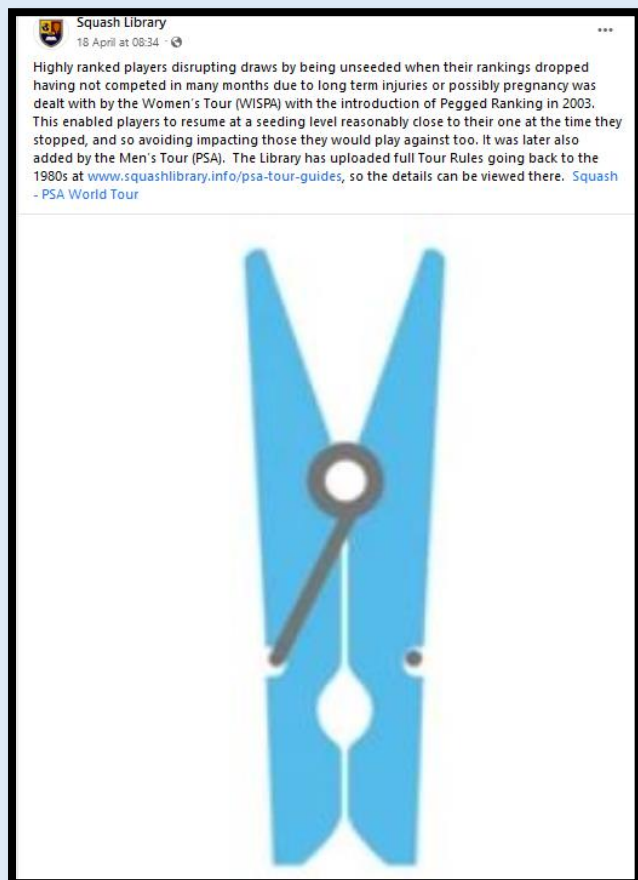 Squash Library
18 April at 08:34 ·
Highly ranked players disrupting draws by being unseeded when their rankings dropped
having not competed in many months due to long term injuries or possibly pregnancy was
dealt with by the Women's Tour (WISPA) with the introduction of Pegged Ranking in 2003.
This enabled players to resume at a seeding level reasonably close to their one at the time they
stopped, and so avoiding impacting those they would play against too. It was later also
added by the Men's Tour (PSA).  The Library has uploaded full Tour Rules going back to the
1980s at www.squashlibrary.info/psa-tour-guides, so the details can be viewed there.  Squash
- PSA World Tour